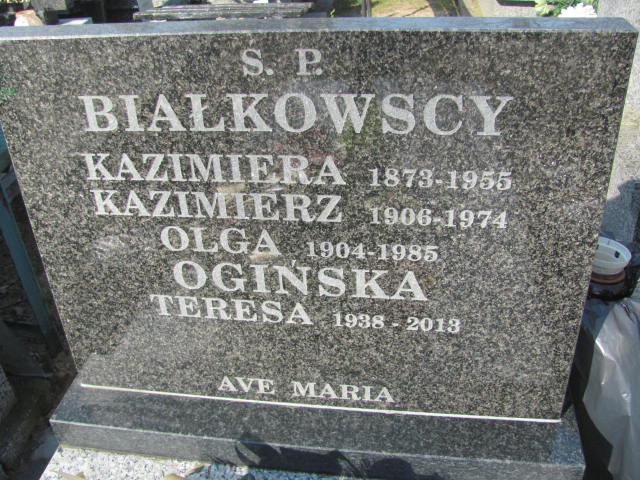 S. P.
BIAŁKOWSCY
KAZIMIERA 1873-1955
KAZIMIERZ 1906-1974
OLGA 1904-1985
OGIŃSKA
TERESA 1938 - 2013
AVE MARIA